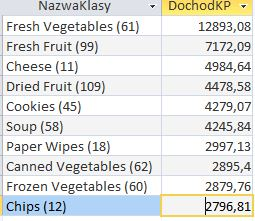 NazwaKlasy DochodKP
Fresh Vegetables (61) 12893,08
Fresh Fruit (99) 7172,09
Cheese (11) 4984,64
Dried Fruit (109) 4478,58
Cookies (45) 4279,07
Soup (58) 4245,84
Paper Wipes (18) 2997,13
Canned Vegetables (62) 2895,4
Frozen Vegetables (60) 2879,76
Chips (12) 2796,81